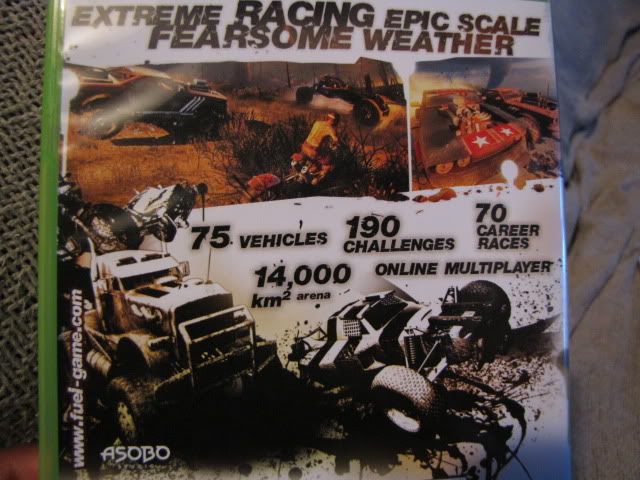 EXTREME RACING EPIC SCALE
FEARSOME WEATHER
75 VEHICLES
190 CHALLENGES
70 CAREER RACES
14,000 km² arena
ONLINE MULTIPLAYER
www.fuel-game.com
ASOBO
STUDIO